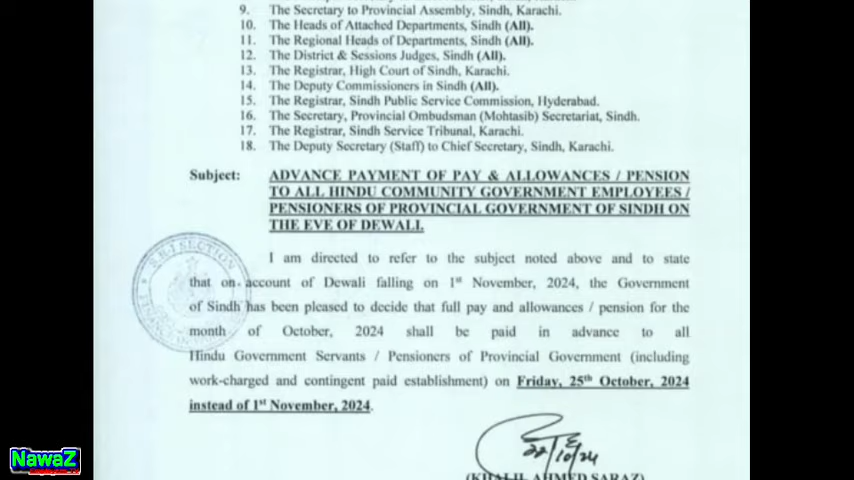 9. The Secretary to Provincial Assembly, Sindh, Karachi.
10. The Heads of Attached Departments, Sindh (All).
11. The Regional Heads of Departments, Sindh (All).
12. The District & Sessions Judges, Sindh (All).
13. The Registrar, High Court of Sindh, Karachi.
14. The Deputy Commissioners in Sindh (All).
15. The Registrar, Sindh Public Service Commission, Hyderabad.
16. The Secretary, Provincial Ombudsman (Mohtasib) Secretariat, Sindh.
17. The Registrar, Sindh Service Tribunal, Karachi.
18. The Deputy Secretary (Staff) to Chief Secretary, Sindh, Karachi.
Subject: ADVANCE PAYMENT OF PAY & ALLOWANCES / PENSION
TO ALL HINDU COMMUNITY GOVERNMENT EMPLOYEES /
PENSIONERS OF PROVINCIAL GOVERNMENT OF SINDH ON
THE EVE OF DEWALI.
I am directed to refer to the subject noted above and to state
that on account of Dewali falling on 1st November, 2024, the Government
of Sindh has been pleased to decide that full pay and allowances / pension for the
month of October, 2024 shall be paid in advance to all
Hindu Government Servants / Pensioners of Provincial Government (including
work-charged and contingent paid establishment) on Friday, 25th October, 2024
instead of 1st November, 2024.
22/10/24
(KHALIL AHMED SARAZ)
NawaZ